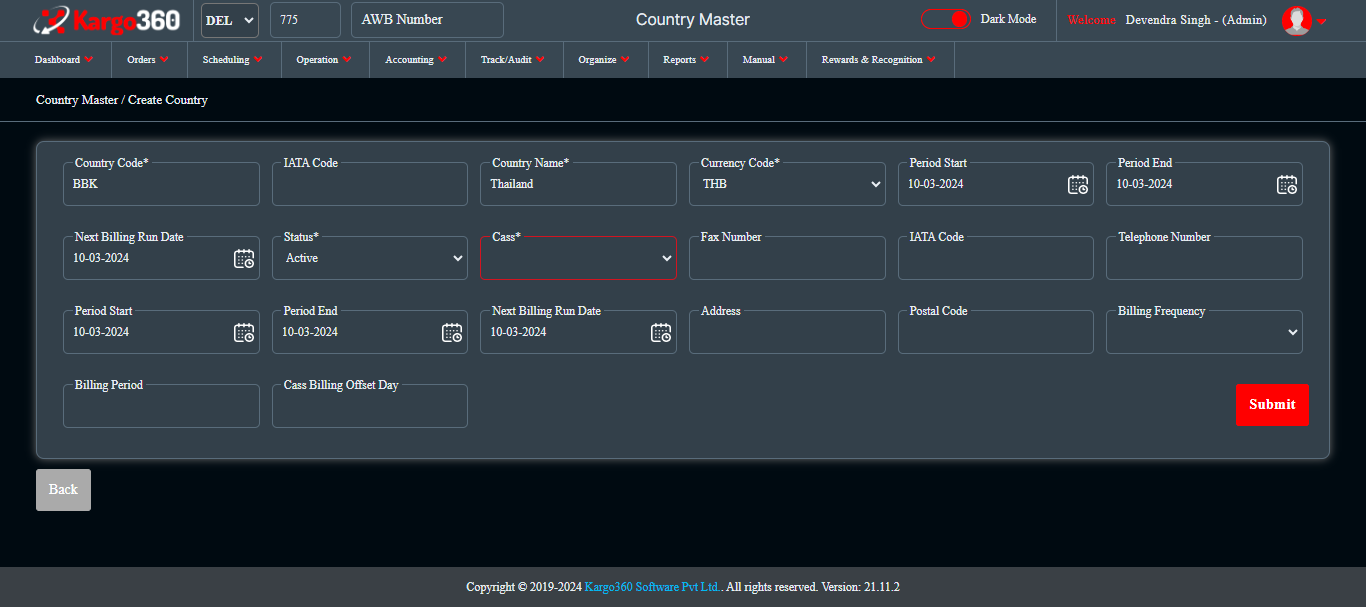 Kargo360 DEL 775 AWB Number Country Master Dark Mode Welcome Devendra Singh - (Admin)
Dashboard Orders Scheduling Operation Accounting Track/Audit Organize Reports Manual Rewards & Recognition
Country Master / Create Country
Country Code* IATA Code Country Name* Currency Code* Period Start Period End
BBK Thailand THB 10-03-2024 10-03-2024
Next Billing Run Date Status* Cass* Fax Number IATA Code Telephone Number
10-03-2024 Active
Period Start Period End Next Billing Run Date Address Postal Code Billing Frequency
10-03-2024 10-03-2024 10-03-2024
Billing Period Cass Billing Offset Day
Submit
Back
Copyright © 2019-2024 Kargo360 Software Pvt Ltd.. All rights reserved. Version: 21.11.2